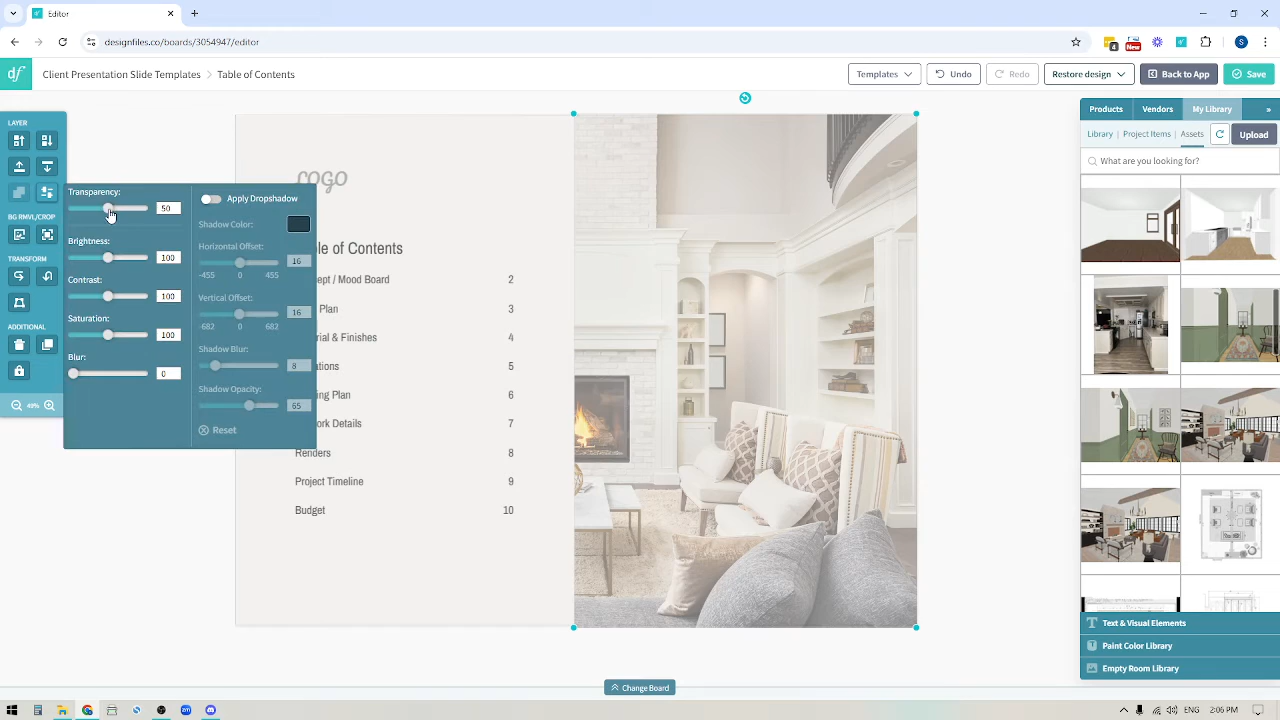 Editor
designfiles.co/boards/3054947/editor
4
New
S
df
Client Presentation Slide Templates
Table of Contents
Templates
Undo
Redo
Restore design
Back to App
Save
LAYER
BG RMVL/CROP
TRANSFORM
ADDITIONAL
49%
Transparency:
50
Brightness:
100
Contrast:
100
Saturation:
100
Blur:
0
Apply Dropshadow
Shadow Color:
Horizontal Offset:
16
-455 0 455
Vertical Offset:
16
-682 0 682
Shadow Blur:
8
Shadow Opacity:
65
Reset
LOGO
ble of Contents
cept / Mood Board 2
Plan 3
rial & Finishes 4
ations 5
ing Plan 6
ork Details 7
Renders 8
Project Timeline 9
Budget 10
Change Board
Products
Vendors
My Library
»
Library | Project Items | Assets
Upload
What are you looking for?
Text & Visual Elements
Paint Color Library
Empty Room Library
ENG 2:06 PM